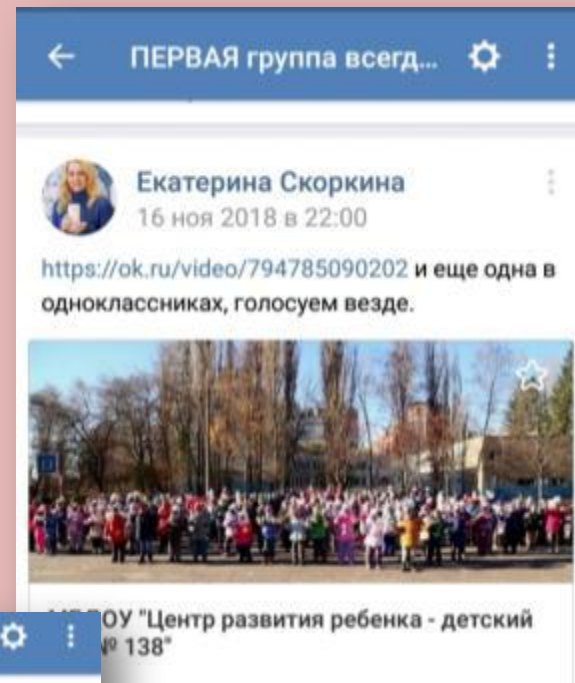 ПЕРВАЯ группа всегд...
Екатерина Скоркина
16 ноя 2018 в 22:00
https://ok.ru/video/794785090202 и еще одна в
одноклассниках, голосуем везде.
"Центр развития ребенка - детский
№ 138"